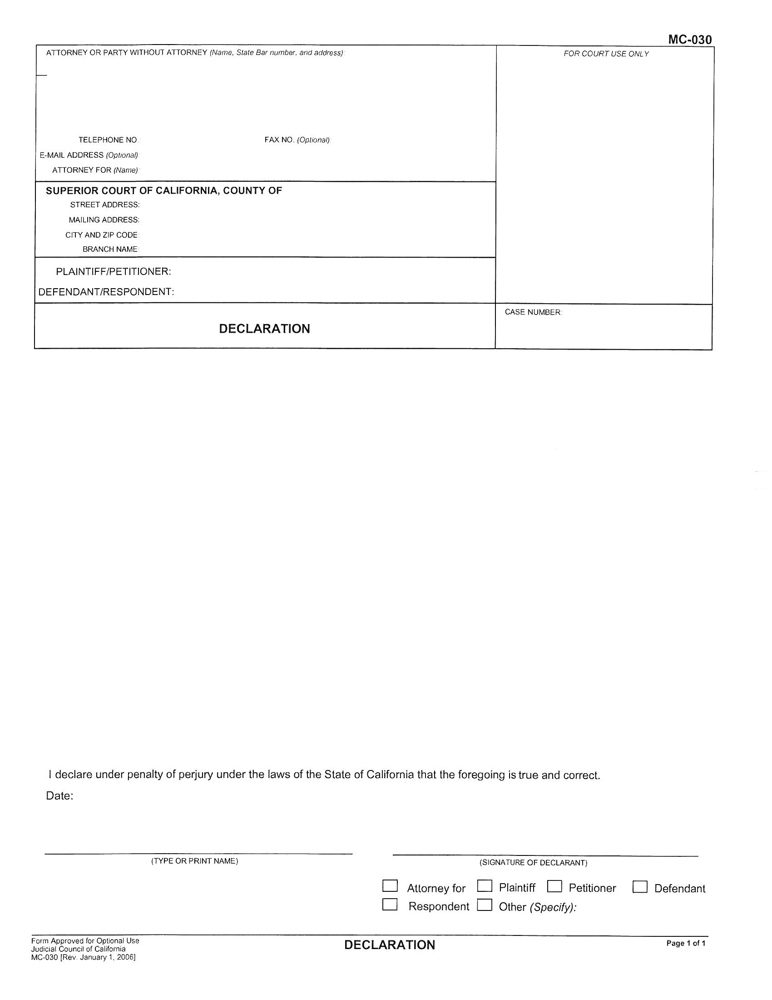 MC-030
ATTORNEY OR PARTY WITHOUT ATTORNEY (Name, State Bar number, and address):
FOR COURT USE ONLY
TELEPHONE NO.: FAX NO. (Optional):
E-MAIL ADDRESS (Optional):
ATTORNEY FOR (Name):
SUPERIOR COURT OF CALIFORNIA, COUNTY OF
STREET ADDRESS:
MAILING ADDRESS:
CITY AND ZIP CODE:
BRANCH NAME:
PLAINTIFF/PETITIONER:
DEFENDANT/RESPONDENT:
DECLARATION
CASE NUMBER:
I declare under penalty of perjury under the laws of the State of California that the foregoing is true and correct.
Date:
(TYPE OR PRINT NAME)
(SIGNATURE OF DECLARANT)
Attorney for Plaintiff Petitioner Defendant
Respondent Other (Specify):
Form Approved for Optional Use
Judicial Council of California
MC-030 [Rev. January 1, 2006]
DECLARATION
Page 1 of 1